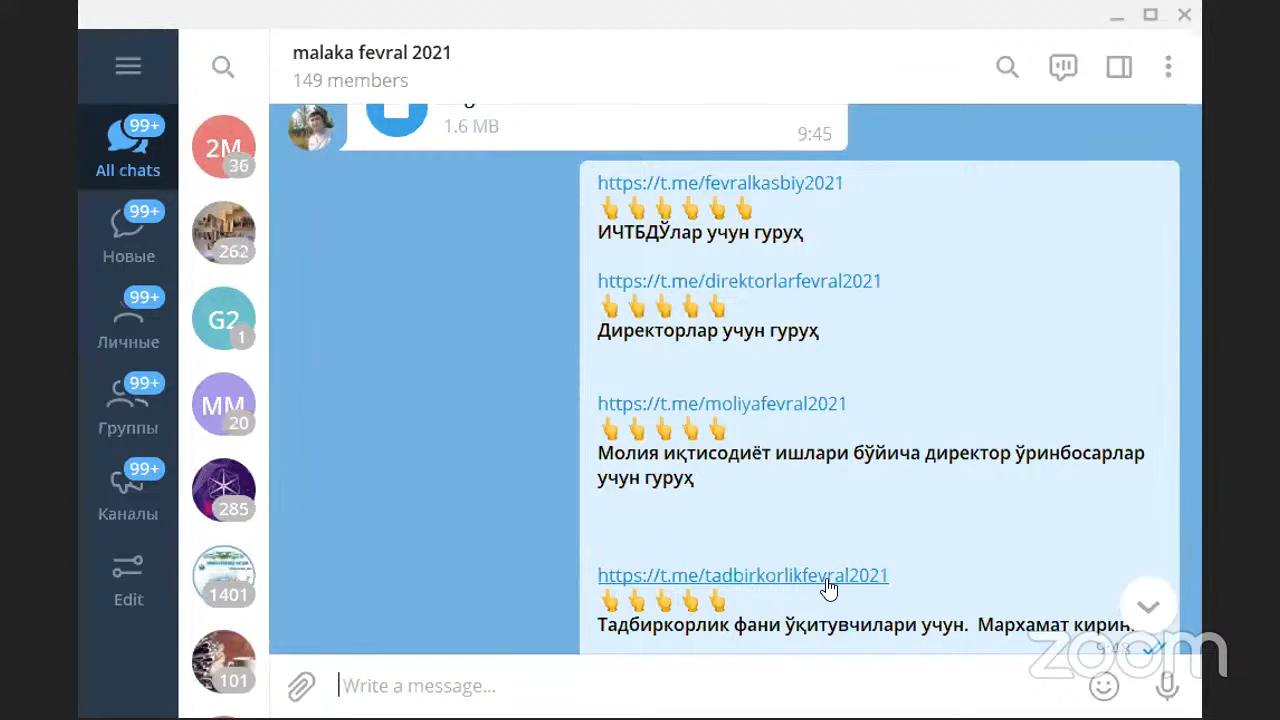 malaka fevral 2021
149 members
99+
All chats
99+
Новые
99+
Личные
99+
Группы
99+
Каналы
Edit
2M
36
262
G2
1
MM
20
285
1401
101
1.6 MB
9:45
https://t.me/fevralkasbiy2021
ИЧТБДЎлар учун гуруҳ
https://t.me/direktorlarfevral2021
Директорлар учун гуруҳ
https://t.me/moliyafevral2021
Молия иқтисодиёт ишлари бўйича директор ўринбосарлар
учун гуруҳ
https://t.me/tadbirkorlikfevral2021
Тадбиркорлик фани ўқитувчилари учун. Мархамат кирин.
9:48
Write a message...
zoom